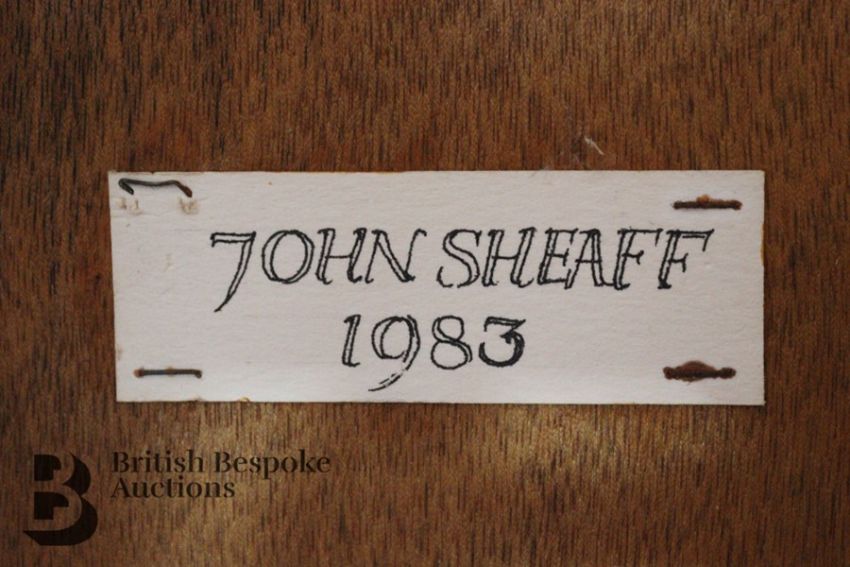 JOHN SHEAFF
1983
British Bespoke
Auctions